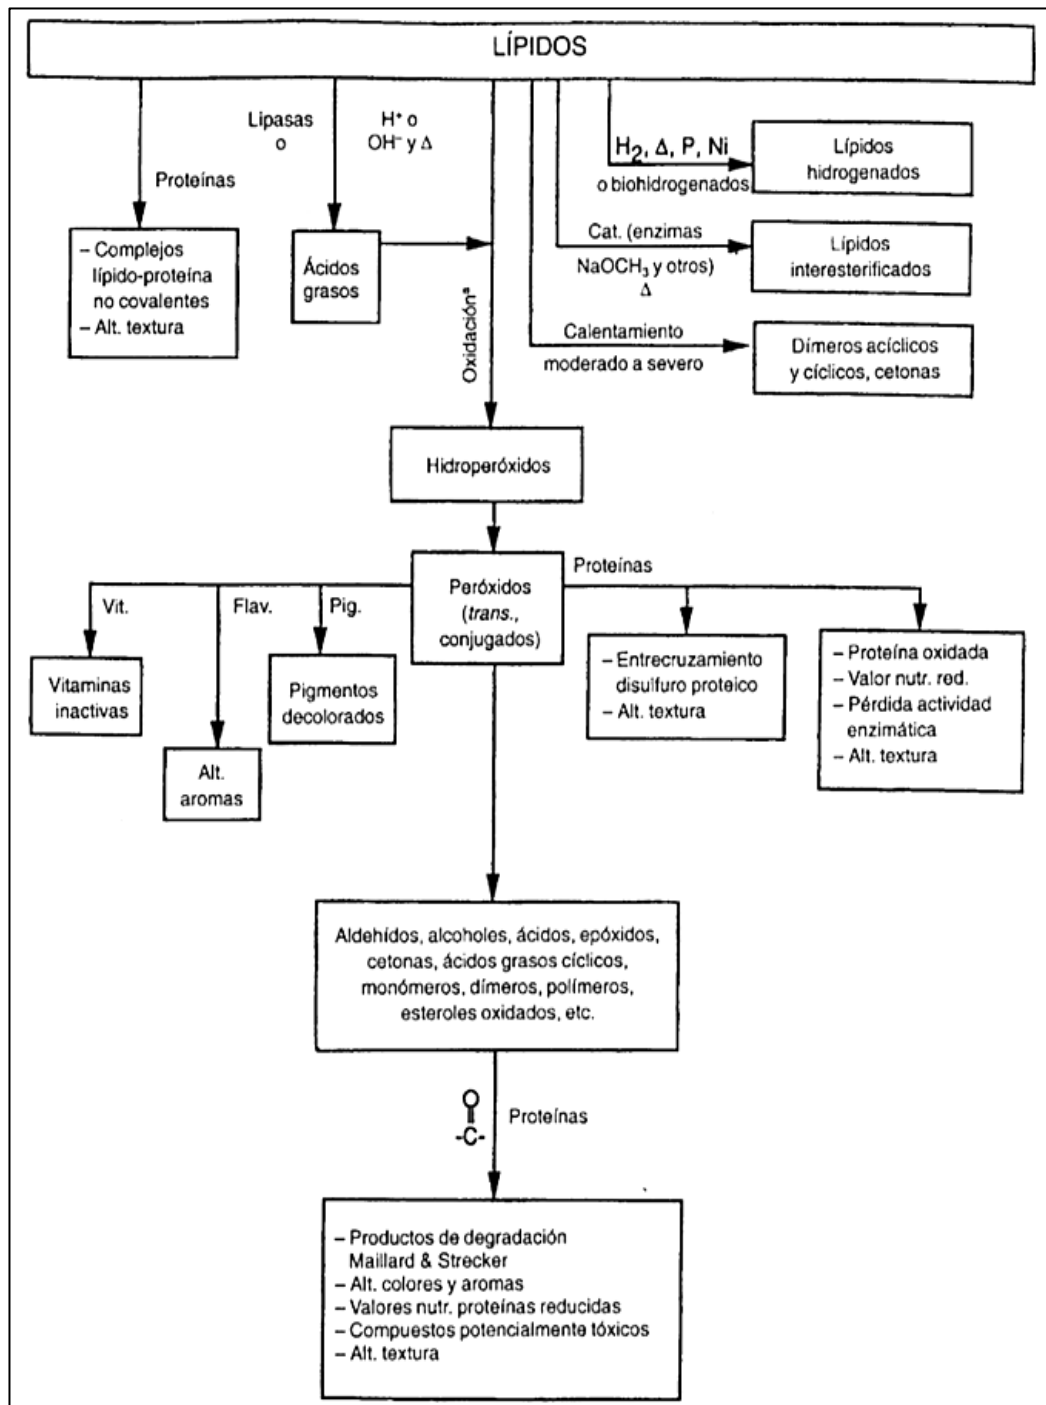 LÍPIDOS
Lipasas
o
H⁺ o
OH⁻ y Δ
Proteínas
– Complejos
lípido-proteína
no covalentes
– Alt. textura
Ácidos
grasos
Oxidaciónª
H₂, Δ, P, Ni
o biohidrogenados
Lípidos
hidrogenados
Cat. (enzimas
NaOCH₃ y otros)
Δ
Lípidos
interesterificados
Calentamiento
moderado a severo
Dímeros acíclicos
y cíclicos, cetonas
Hidroperóxidos
Peróxidos
(trans.,
conjugados)
Vit.
Flav.
Pig.
Proteínas
Vitaminas
inactivas
Alt.
aromas
Pigmentos
decolorados
– Entrecruzamiento
disulfuro proteico
– Alt. textura
– Proteína oxidada
– Valor nutr. red.
– Pérdida actividad
enzimática
– Alt. textura
Aldehídos, alcoholes, ácidos, epóxidos,
cetonas, ácidos grasos cíclicos,
monómeros, dímeros, polímeros,
esteroles oxidados, etc.
O
-C-
Proteínas
– Productos de degradación
Maillard & Strecker
– Alt. colores y aromas
– Valores nutr. proteínas reducidas
– Compuestos potencialmente tóxicos
– Alt. textura